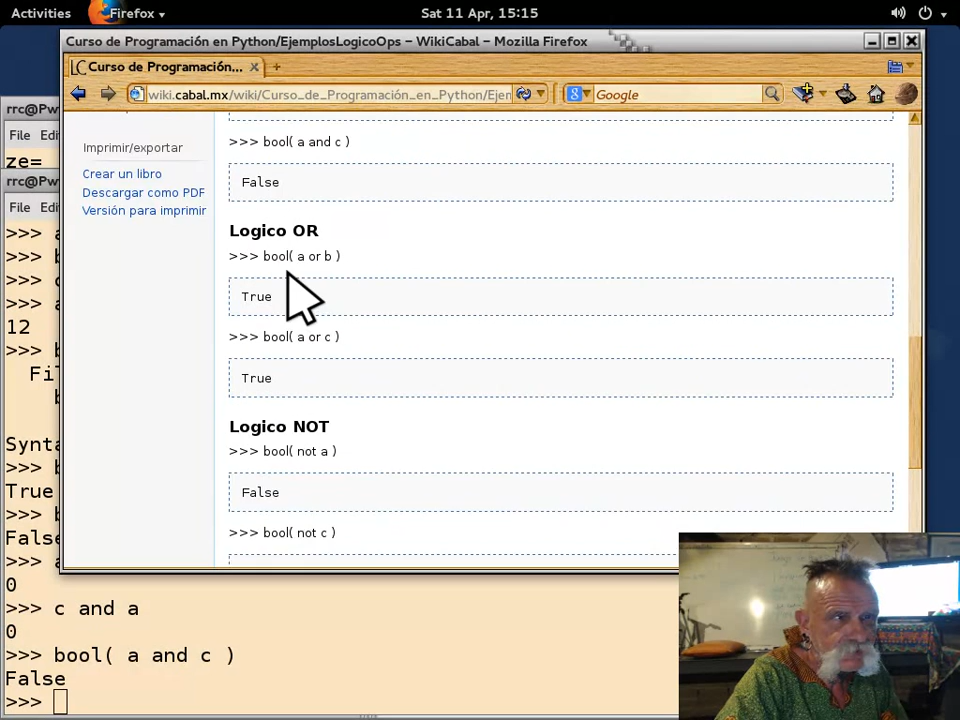 Activities
Firefox
Sat 11 Apr, 15:15
Curso de Programación en Python/EjemplosLogicoOps – WikiCabal – Mozilla Firefox
Curso de Programación...
wiki.cabal.mx/wiki/Curso_de_Programación_en_Python/Ejen
Google
Imprimir/exportar
Crear un libro
Descargar como PDF
Versión para imprimir
>>> bool( a and c )
False
Logico OR
>>> bool( a or b )
True
>>> bool( a or c )
True
Logico NOT
>>> bool( not a )
False
>>> bool( not c )
rrc@Pw
File Edi
ze=
rrc@Pw
File Edi
>>> a
>>> b
>>>
>>> a
12
>>> b
Fi
b
Synta
>>> b
True
>>> b
False
>>> a
0
>>> c and a
0
>>> bool( a and c )
False
>>>